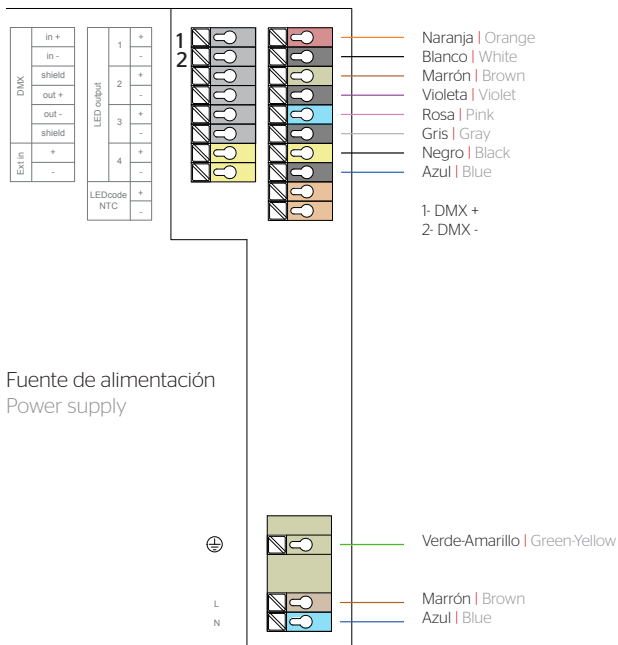 DMX
in +
in -
shield
out +
out -
shield
Ext in
+
-
LED output
1
+
-
2
+
-
3
+
-
4
+
-
LEDcode
NTC
+
-
1
2
Naranja | Orange
Blanco | White
Marrón | Brown
Violeta | Violet
Rosa | Pink
Gris | Gray
Negro | Black
Azul | Blue
1- DMX +
2- DMX -
Fuente de alimentación
Power supply
Verde-Amarillo | Green-Yellow
L
Marrón | Brown
N
Azul | Blue